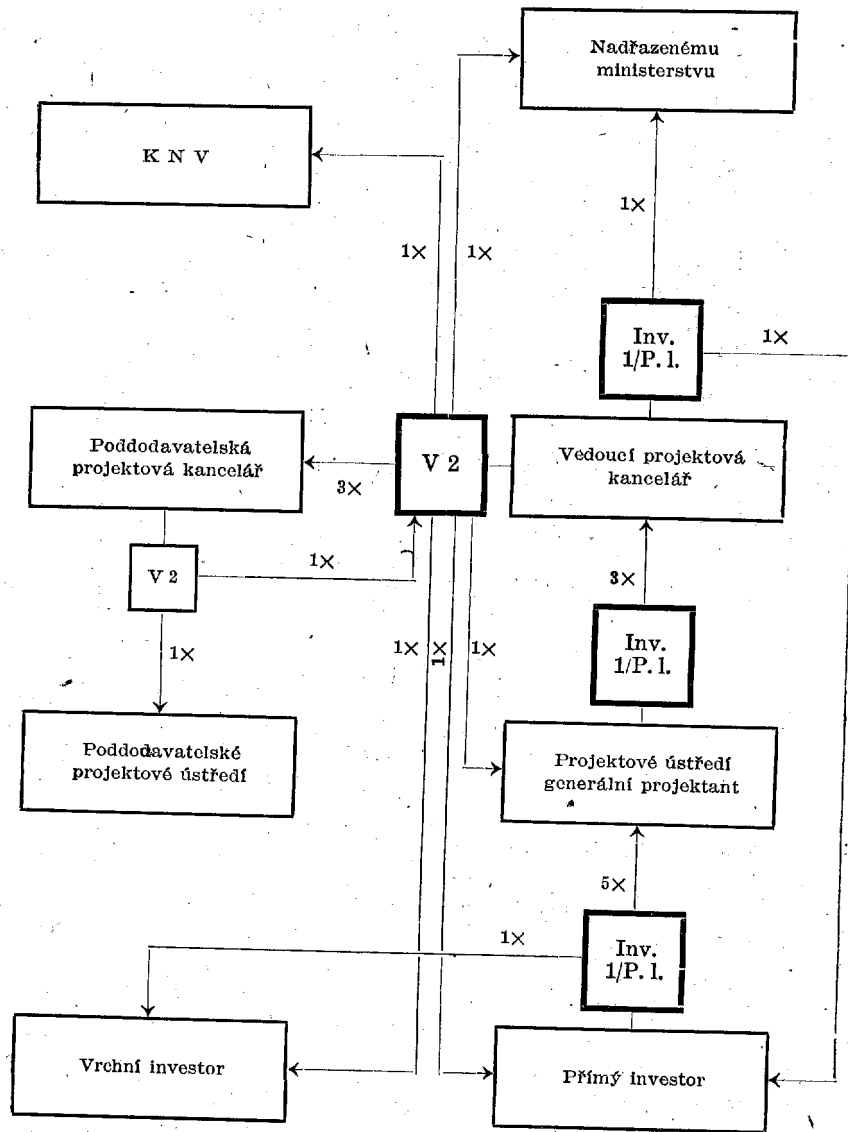 Nadřazenému
ministerstvu
K N V
1×
1×
1×
Inv.
1/P. l.
1×
Poddodavatelská
projektová kancelář
3×
V 2
Vedoucí projektová
kancelář
V 2
1×
3×
1×
1×
1×
1×
Inv.
1/P. l.
Poddodavatelské
projektové ústředí
Projektové ústředí
generální projektant
5×
1×
Inv.
1/P. l.
Vrchní investor
Přímý investor